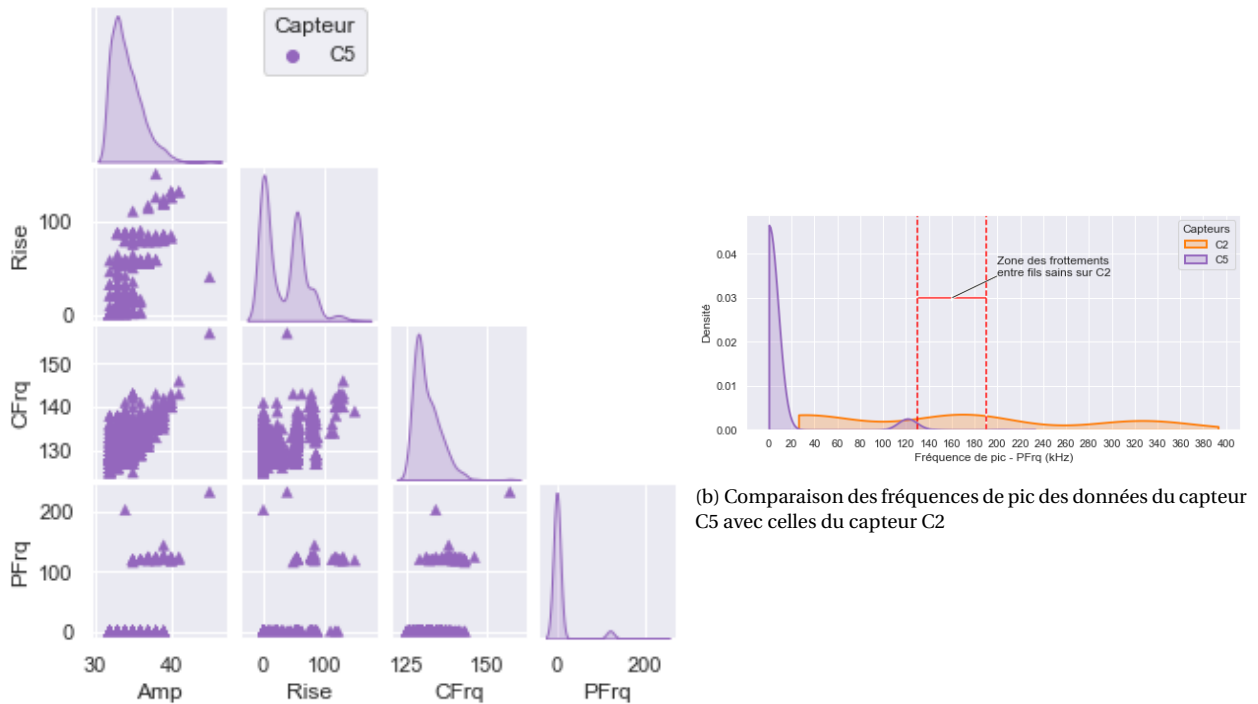 Capteur
C5
Rise
100
0
CFrq
150
140
130
PFrq
200
100
0
30
40
0
100
125
150
0
200
Amp
Rise
CFrq
PFrq
Densité
0.04
0.03
0.02
0.01
0.00
Capteurs
C2
C5
Zone des frottements
entre fils sains sur C2
0 20 40 60 80 100 120 140 160 180 190 200 220 240 260 280 300 320 340 360 380 400
Fréquence de pic - PFrq (kHz)
(b) Comparaison des fréquences de pic des données du capteur
C5 avec celles du capteur C2